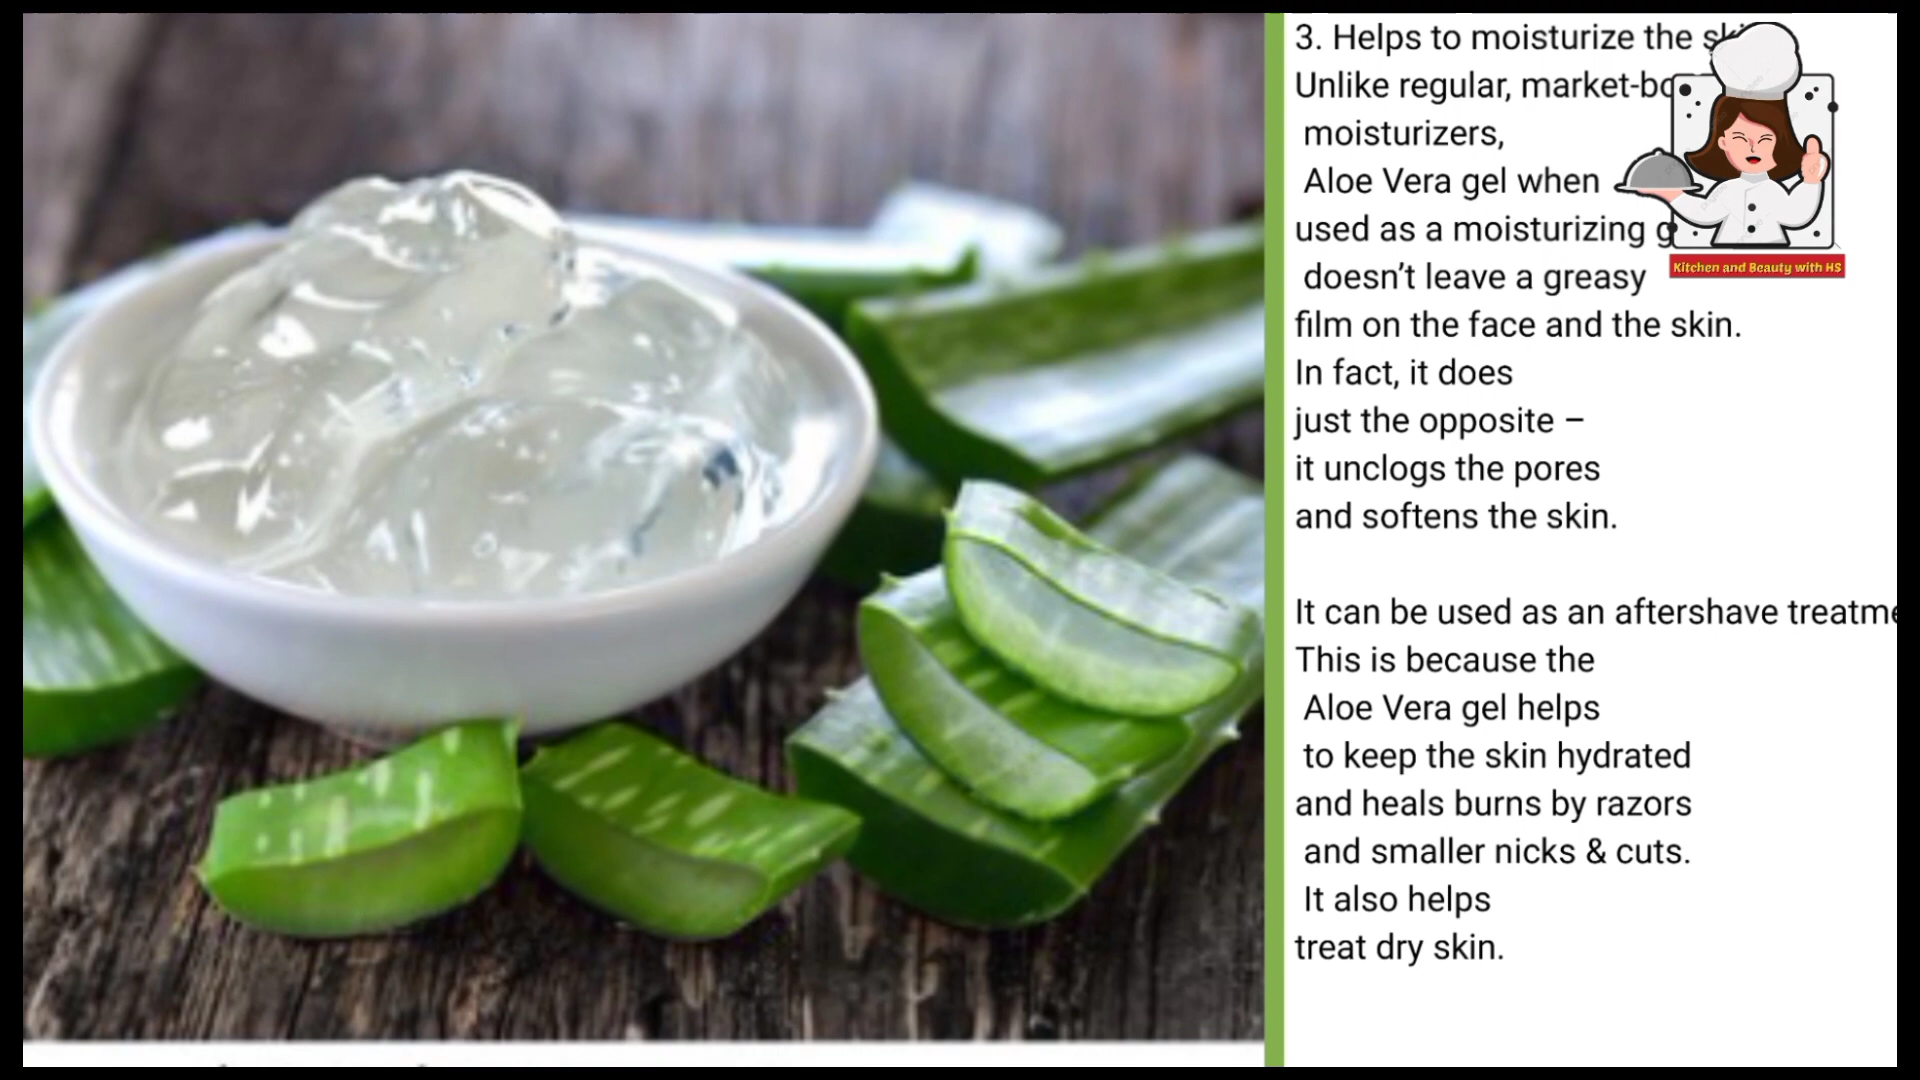 3. Helps to moisturize the
Unlike regular,
moisturizers,
Aloe Vera gel when
used as a moisturizing
doesn’t leave a greasy
film on the face and the skin.
In fact, it does
just the opposite –
it unclogs the pores
and softens the skin.
It can be used as an aftershave
This is because the
Aloe Vera gel helps
to keep the skin hydrated
and heals burns by razors
and smaller nicks & cuts.
It also helps
treat dry skin.
Kitchen and Beauty with HS